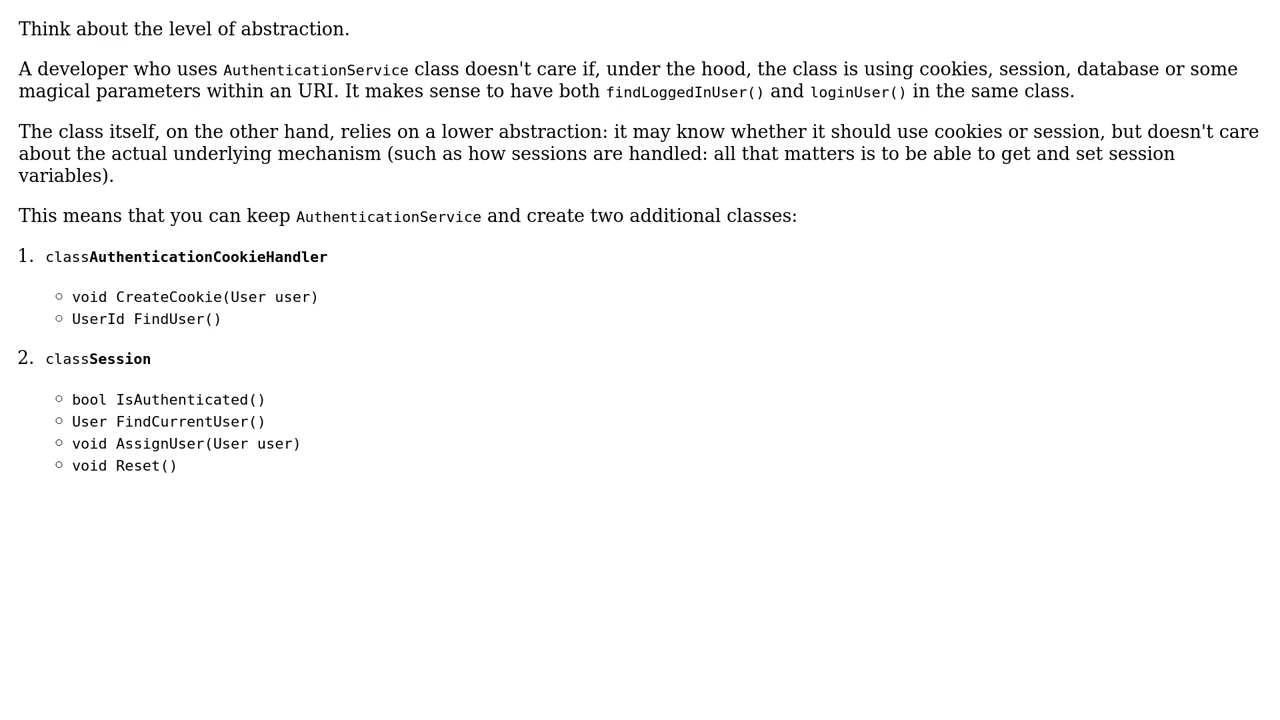 Think about the level of abstraction.
A developer who uses AuthenticationService class doesn't care if, under the hood, the class is using cookies, session, database or some
magical parameters within an URI. It makes sense to have both findLoggedInUser() and loginUser() in the same class.
The class itself, on the other hand, relies on a lower abstraction: it may know whether it should use cookies or session, but doesn't care
about the actual underlying mechanism (such as how sessions are handled: all that matters is to be able to get and set session
variables).
This means that you can keep AuthenticationService and create two additional classes:
1. classAuthenticationCookieHandler
○ void CreateCookie(User user)
○ UserId FindUser()
2. classSession
○ bool IsAuthenticated()
○ User FindCurrentUser()
○ void AssignUser(User user)
○ void Reset()